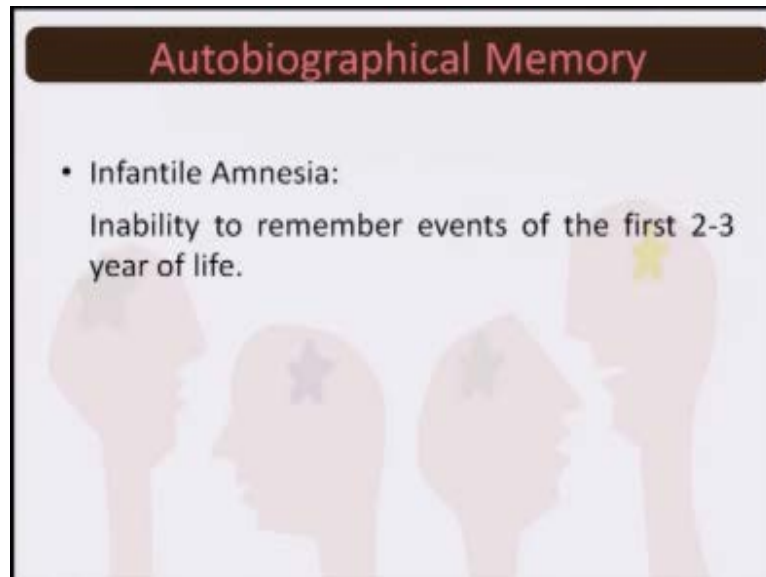 Autobiographical Memory
• Infantile Amnesia:
Inability to remember events of the first 2-3
year of life.